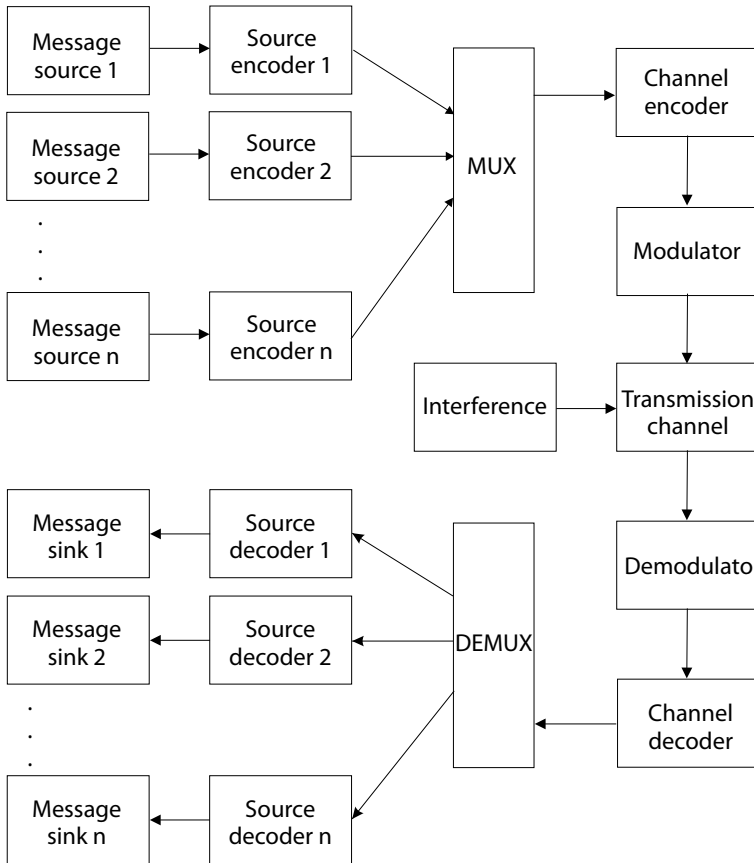 Message
source 1
Source
encoder 1
Message
source 2
Source
encoder 2
.
.
.
Message
source n
Source
encoder n
MUX
Channel
encoder
Modulator
Interference
Transmission
channel
Demodulato
Channel
decoder
DEMUX
Source
decoder 1
Message
sink 1
Source
decoder 2
Message
sink 2
.
.
.
Source
decoder n
Message
sink n